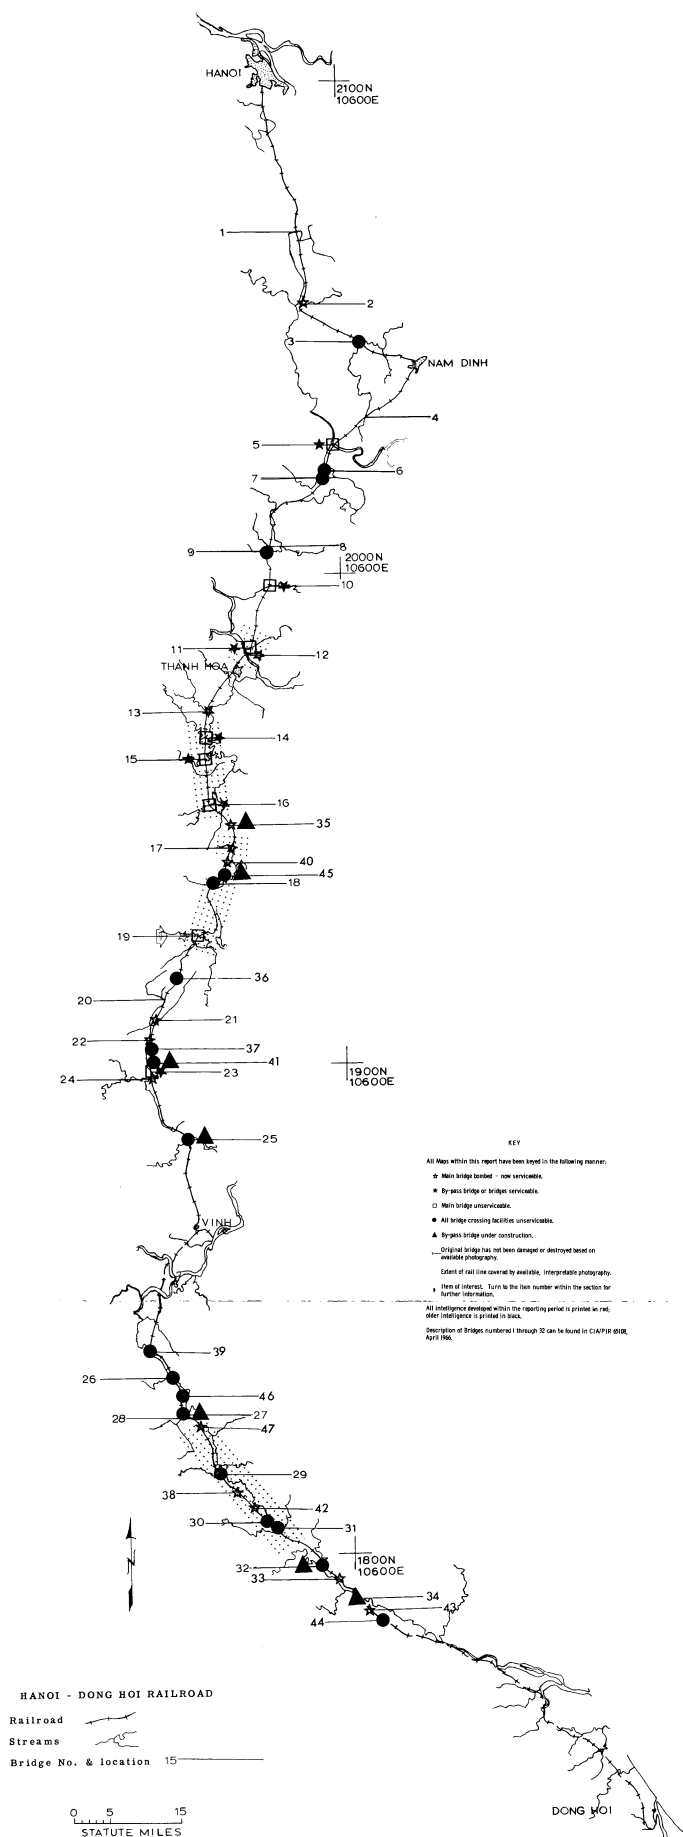 HANOI
2100N
10600E
1
2
3
NAM DINH
4
5
6
7
8
9
2000N
10600E
10
11
12
THANH HOA
13
14
15
16
35
17
40
45
18
19
36
20
21
22
37
41
23
24
1900N
10600E
25
KEY
All Maps within this report have been keyed in the following manner:
Main bridge bombed - now serviceable.
By-pass bridge or bridges serviceable.
Main bridge unserviceable.
All bridge crossing facilities unserviceable.
By-pass bridge under construction.
Original bridge has not been damaged or destroyed based on
available photography.
Extent of rail line covered by available, interpretable photography.
Item of interest. Turn to the item number within the section for
further information.
All intelligence developed within the reporting period is printed in red;
older intelligence is printed in black.
Description of Bridges numbered 1 through 32 can be found in CIA/PIR 61018,
April 1966.
VINH
39
26
46
28
27
47
29
38
42
30
31
1800N
10600E
32
33
34
43
44
HANOI - DONG HOI RAILROAD
Railroad
Streams
Bridge No. & location 15
0 5 15
STATUTE MILES
DONG HOI